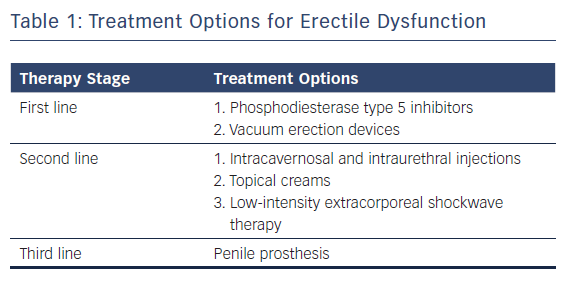 Table 1: Treatment Options for Erectile Dysfunction
Therapy Stage Treatment Options
First line 1. Phosphodiesterase type 5 inhibitors
2. Vacuum erection devices
Second line 1. Intracavernosal and intraurethral injections
2. Topical creams
3. Low-intensity extracorporeal shockwave
therapy
Third line Penile prosthesis